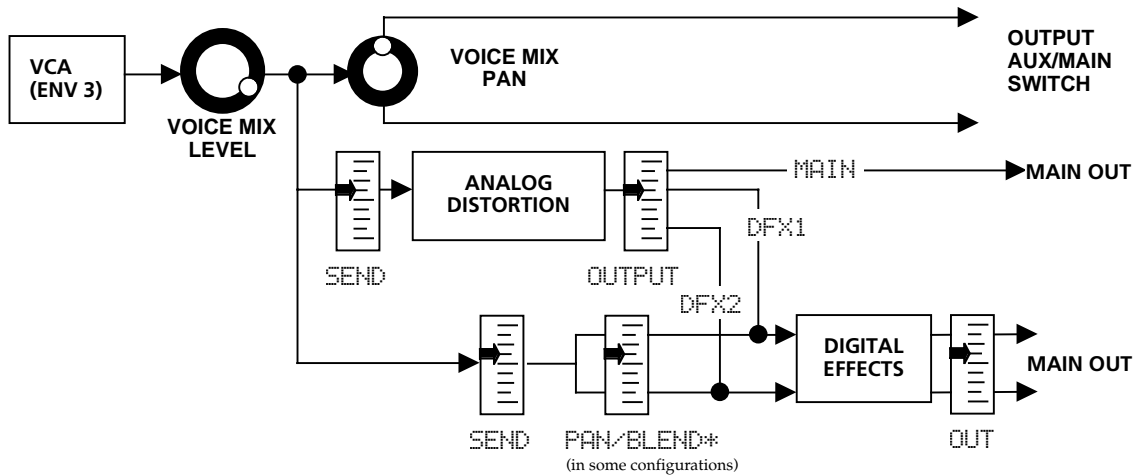 VCA
(ENV 3)
VOICE MIX
LEVEL
VOICE MIX
PAN
OUTPUT
AUX/MAIN
SWITCH
SEND
ANALOG
DISTORTION
OUTPUT
MAIN
MAIN OUT
DFX1
DFX2
SEND
PAN/BLEND*
(in some configurations)
DIGITAL
EFFECTS
OUT
MAIN OUT